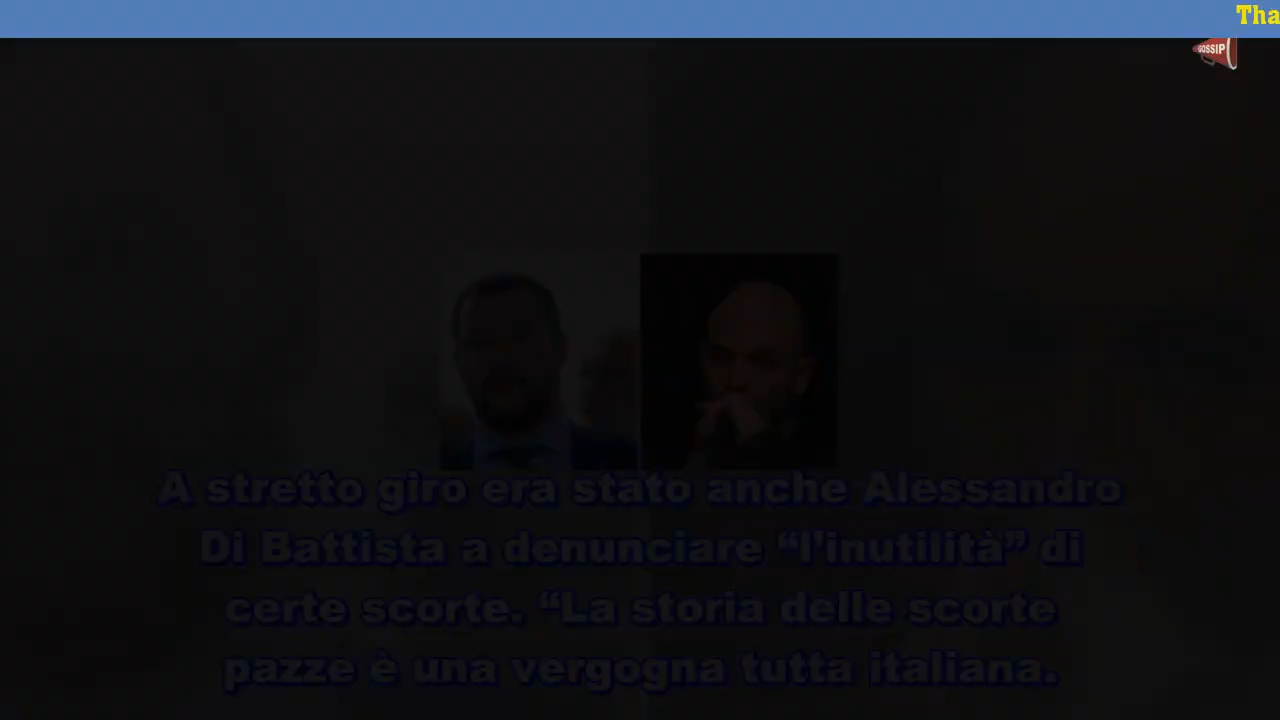 Tha
GOSSIP
A stretto giro era stato anche Alessandro
Di Battista a denunciare “l'inutilità” di
certe scorte. “La storia delle scorte
pazze è una vergogna tutta italiana.